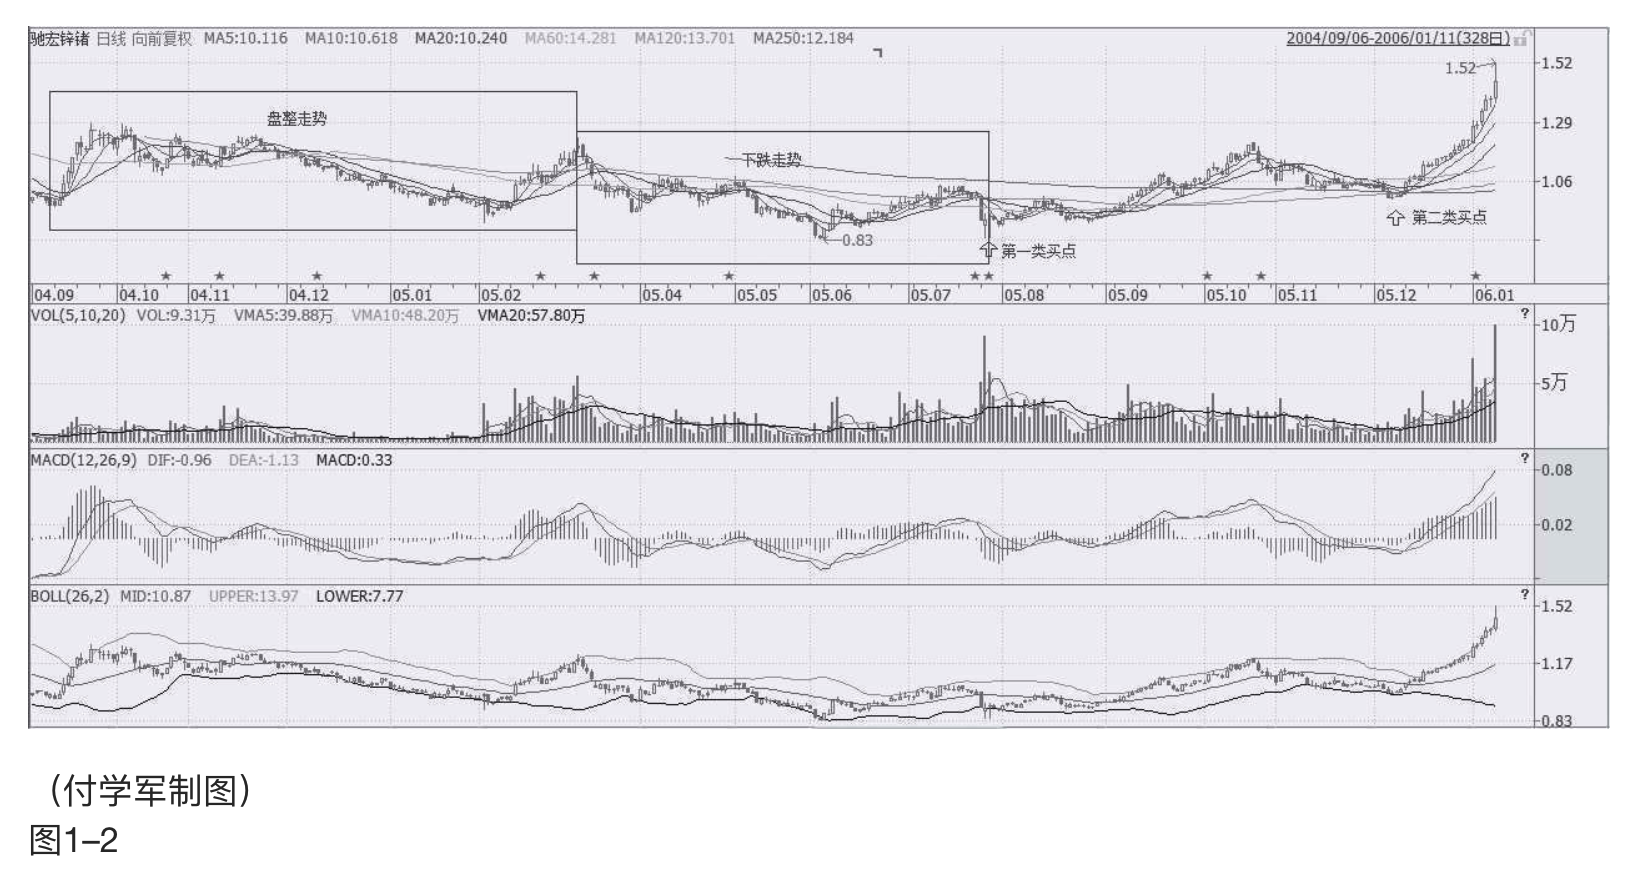 驰宏锌锗 日线 向前复权 MA5:10.116 MA10:10.618 MA20:10.240 MA60:14.281 MA120:13.701 MA250:12.184 2004/09/06-2006/01/11(328日)
1.52 1.52
盘整走势 1.29
下跌走势
1.06
第二类买点
0.83
第一类买点
04.09 04.10 04.11 04.12 05.01 05.02 05.04 05.05 05.06 05.07 05.08 05.09 05.10 05.11 05.12 06.01
VOL(5,10,20) VOL:9.31万 VMA5:39.88万 VMA10:48.20万 VMA20:57.80万 ?
10万
5万
MACD(12,26,9) DIF:-0.96 DEA:-1.13 MACD:0.33 ?
0.08
0.02
BOLL(26,2) MID:10.87 UPPER:13.97 LOWER:7.77 ?
1.52
1.17
0.83
（付学军制图）
图1–2